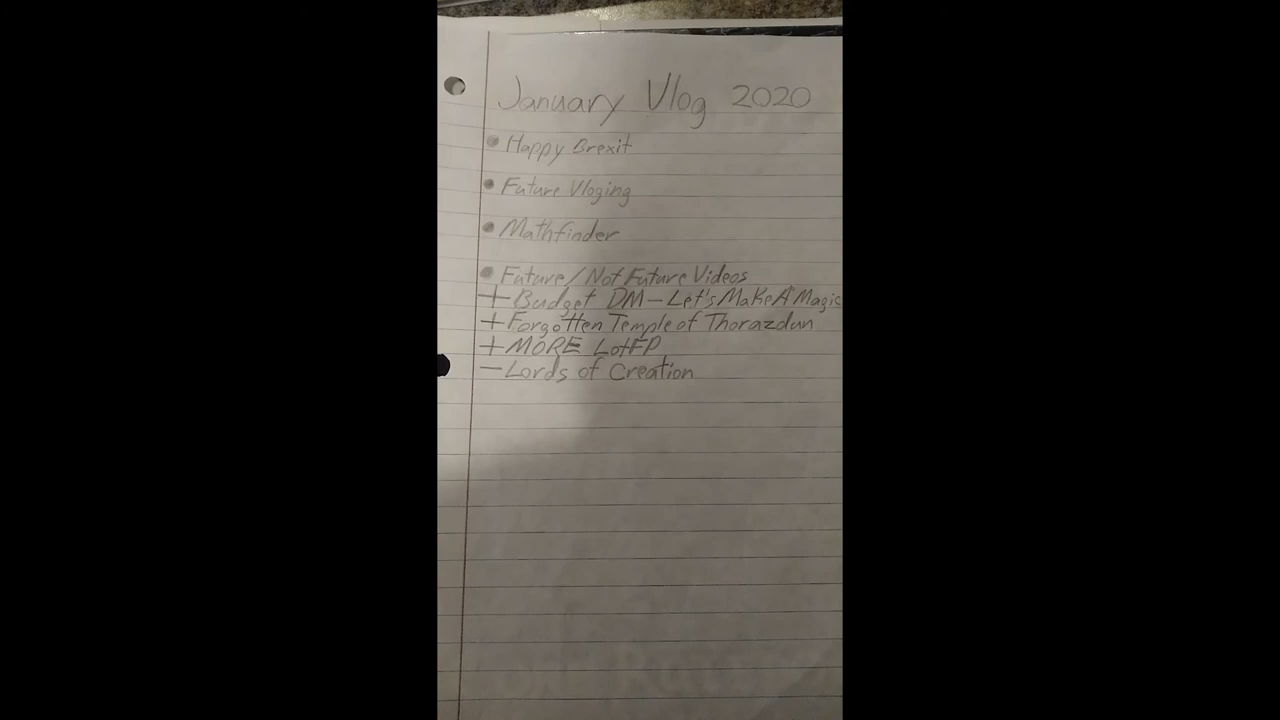 January Vlog 2020
• Happy Brexit
• Future Vloging
• Mathfinder
• Future/Not Future Videos
+ Budget DM - Let's Make A Magic
+ Forgotten Temple of Tharazdun
+ MORE LotFP
- Lords of Creation